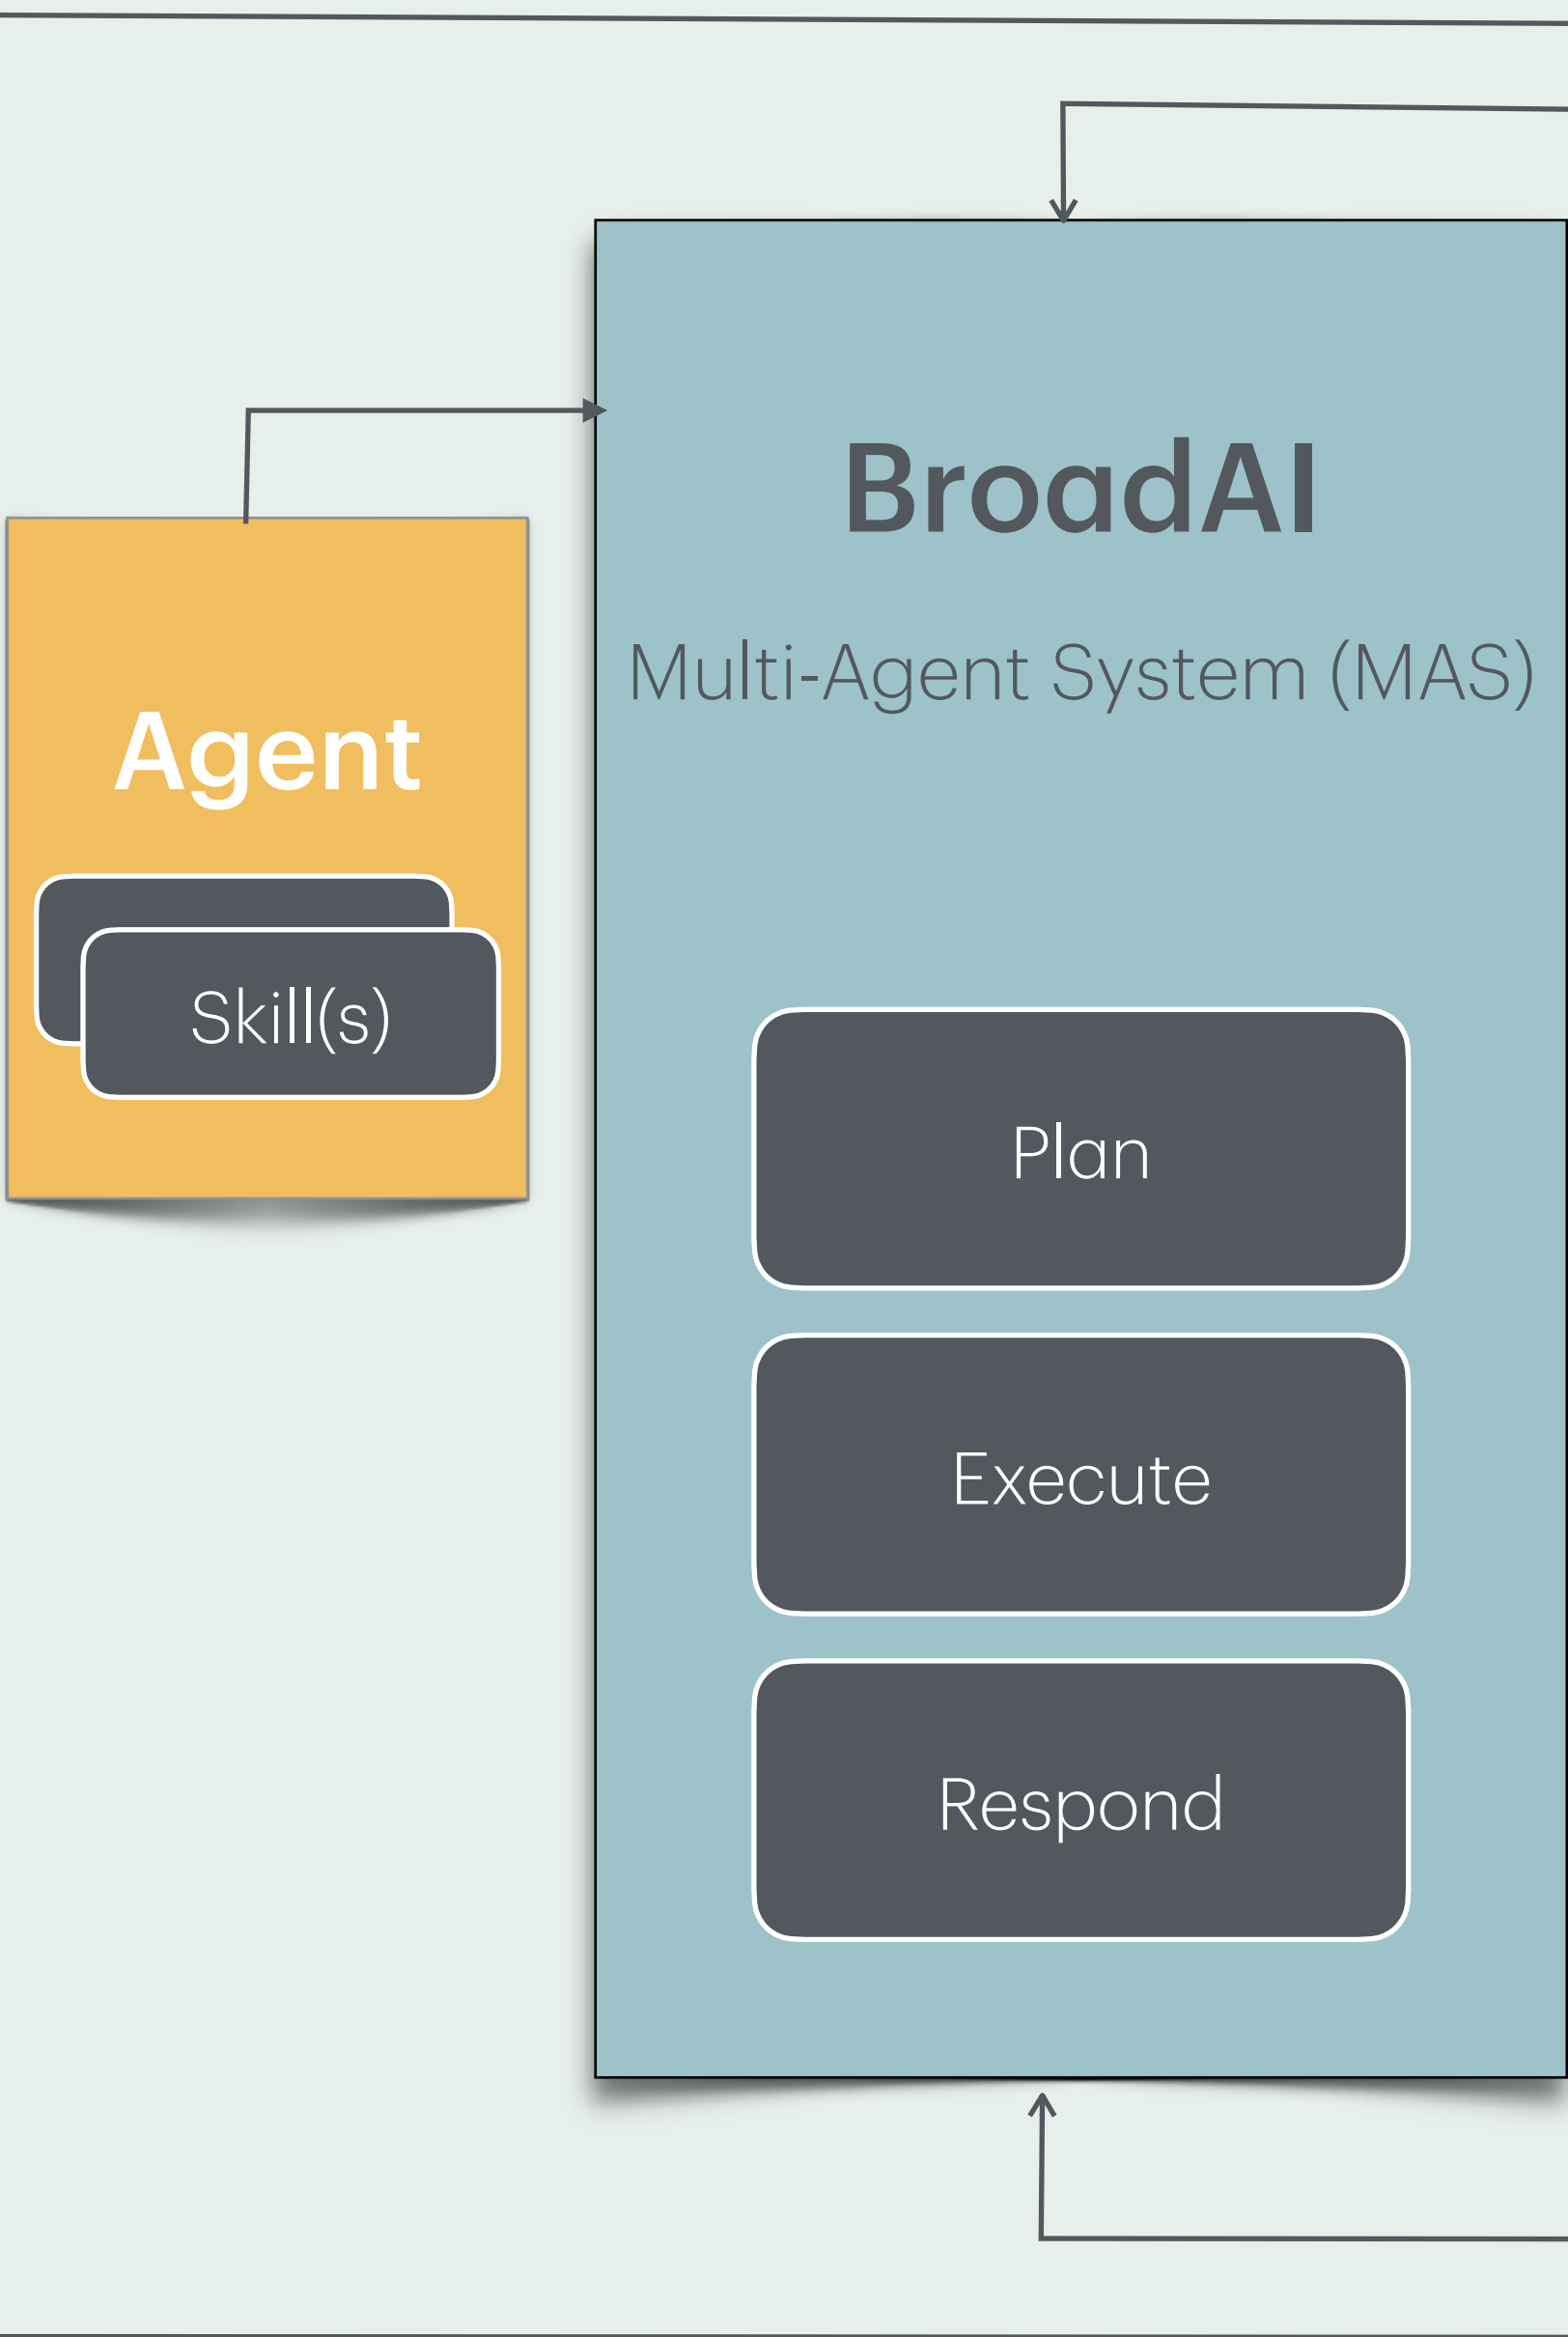 BroadAI
Multi-Agent System (MAS)
Agent
Skill(s)
Plan
Execute
Respond